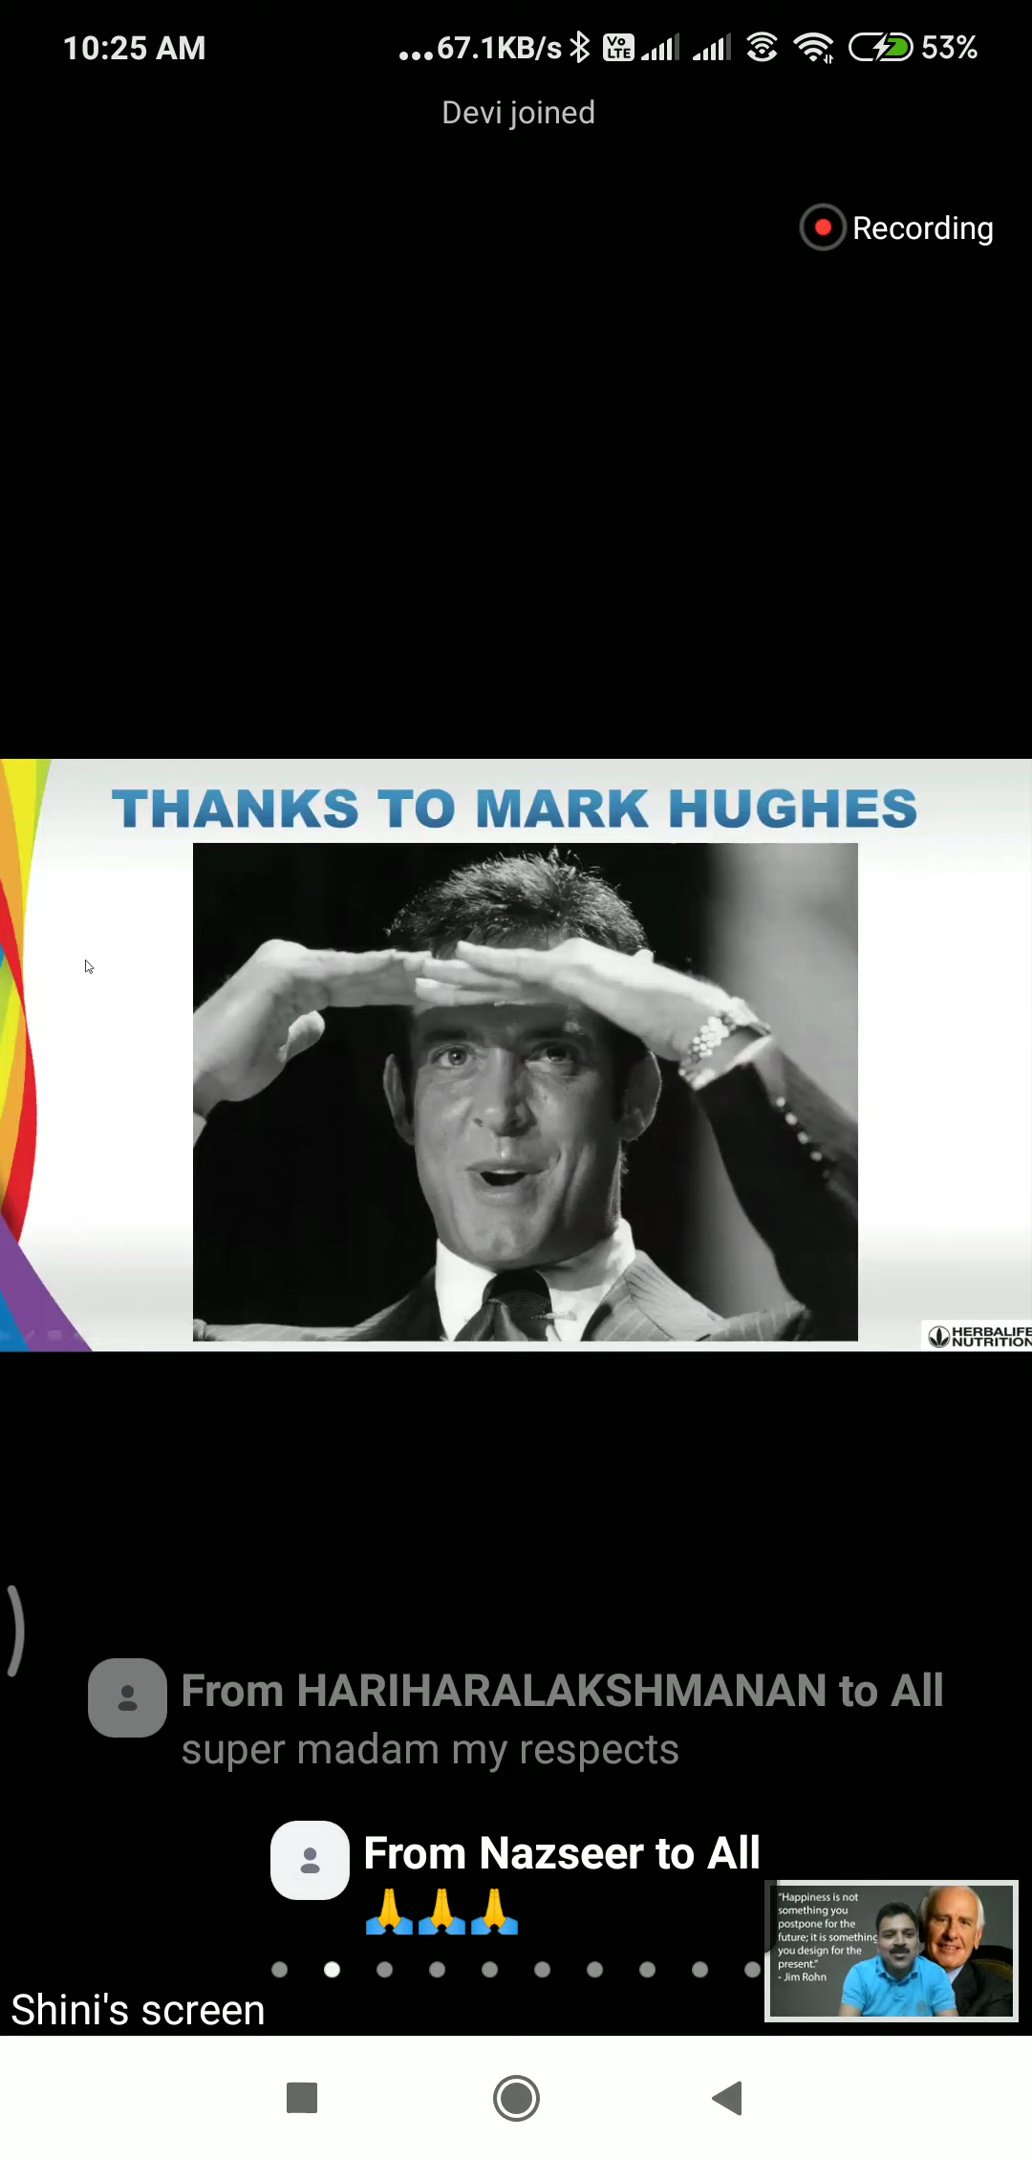 10:25 AM
...67.1KB/s Vo LTE 53%
Devi joined
Recording
THANKS TO MARK HUGHES
HERBALIFE
NUTRITION
From HARIHARALAKSHMANAN to All
super madam my respects
From Nazseer to All
🙏🙏🙏
"Happiness is not
something you
postpone for the
future; it is something
you design for the
present."
- Jim Rohn
Shini's screen